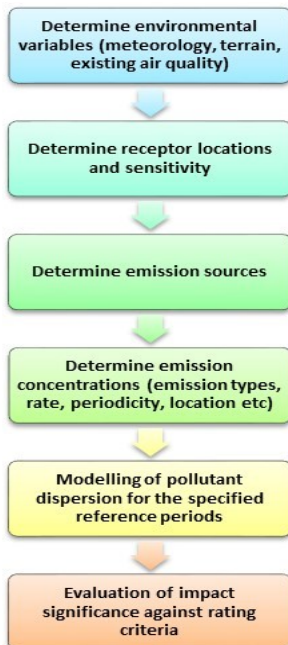 Determine environmental
variables (meteorology, terrain,
existing air quality)
Determine receptor locations
and sensitivity
Determine emission sources
Determine emission
concentrations (emission types,
rate, periodicity, location etc)
Modelling of pollutant
dispersion for the specified
reference periods
Evaluation of impact
significance against rating
criteria